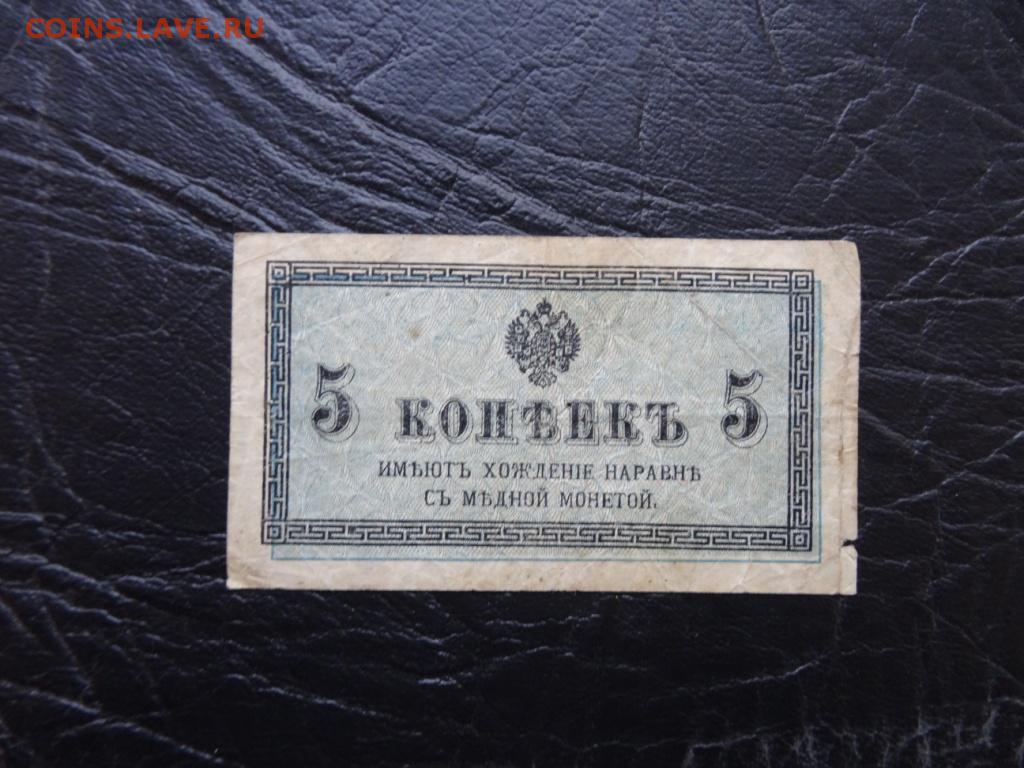 COINS.LAVE.RU
5 КОПѢЕКЪ 5
ИМѢЮТЪ ХОЖДЕНІЕ НАРАВНѢ
СЪ МѢДНОЙ МОНЕТОЙ.